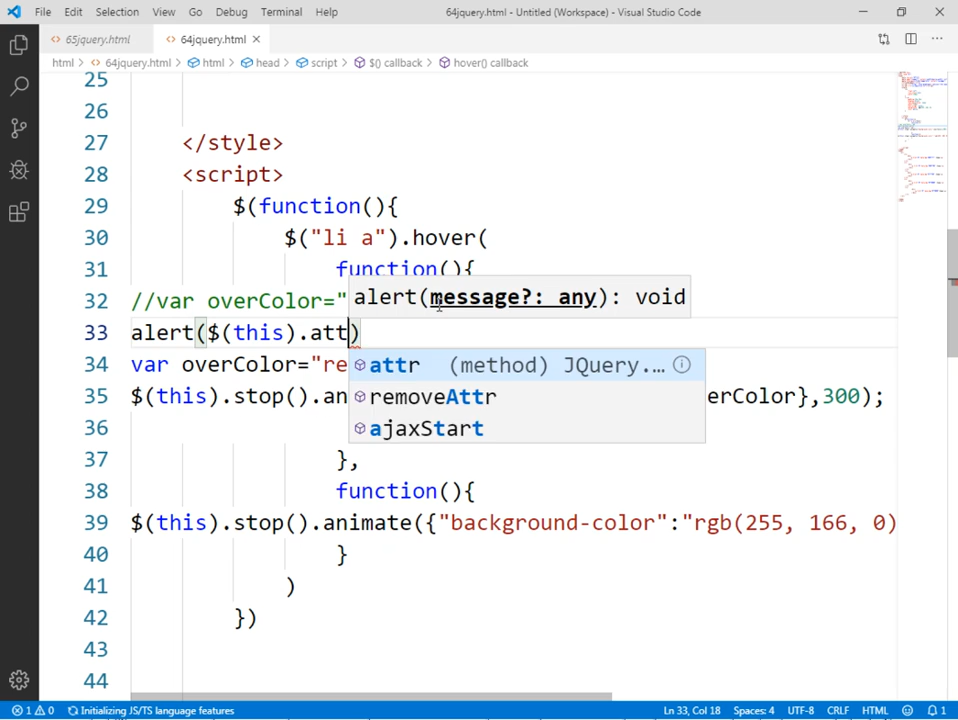 File Edit Selection View Go Debug Terminal Help 64jquery.html - Untitled (Workspace) - Visual Studio Code
65jquery.html 64jquery.html
html > 64jquery.html > html > head > script > $() callback > hover() callback
25
26
27 </style>
28 <script>
29 $(function(){
30 $("li a").hover(
31 function(){
32 //var overColor="
alert(message?: any): void
33 alert($(this).att)
34 var overColor="re
attr (method) JQuery.…
35 $(this).stop().an erColor},300);
removeAttr
36
ajaxStart
37 },
38 function(){
39 $(this).stop().animate({"background-color":"rgb(255, 166, 0)
40 }
41 )
42 })
43
44
1 0 Initializing JS/TS language features Ln 33, Col 18 Spaces: 4 UTF-8 CRLF HTML 1